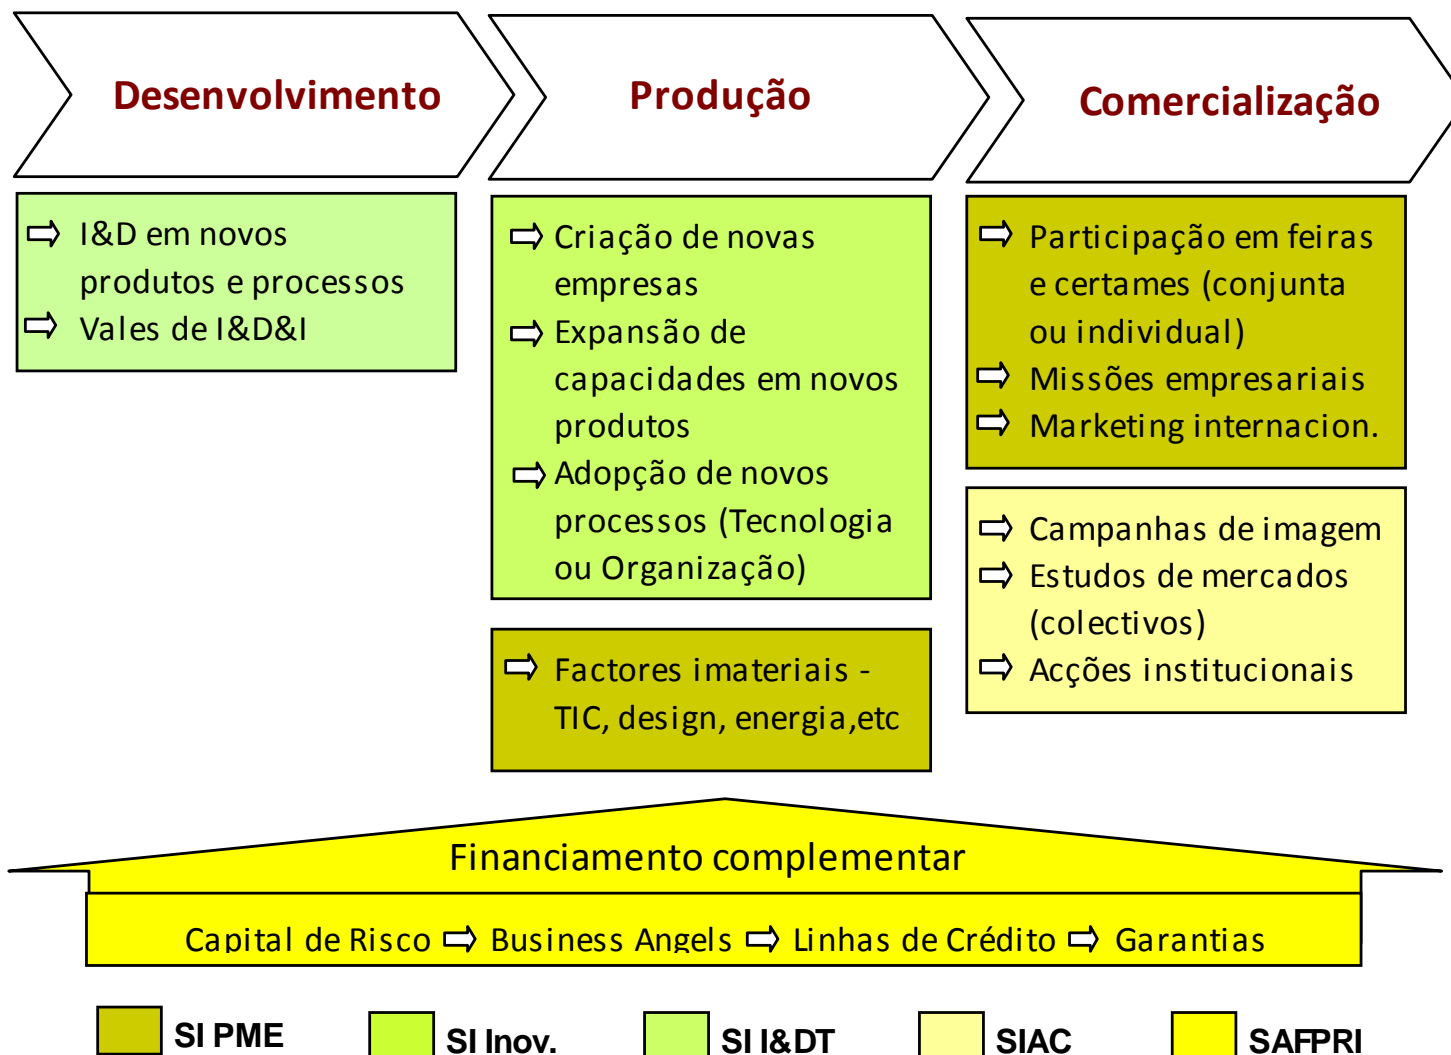 Desenvolvimento
Produção
Comercialização
I&D em novos
produtos e processos
Vales de I&D&I
Criação de novas
empresas
Expansão de
capacidades em novos
produtos
Adopção de novos
processos (Tecnologia
ou Organização)
Factores imateriais -
TIC, design, energia,etc
Participação em feiras
e certames (conjunta
ou individual)
Missões empresariais
Marketing internacion.
Campanhas de imagem
Estudos de mercados
(colectivos)
Acções institucionais
Financiamento complementar
Capital de Risco ⇨ Business Angels ⇨ Linhas de Crédito ⇨ Garantias
SI PME
SI Inov.
SI I&DT
SIAC
SAFPRI